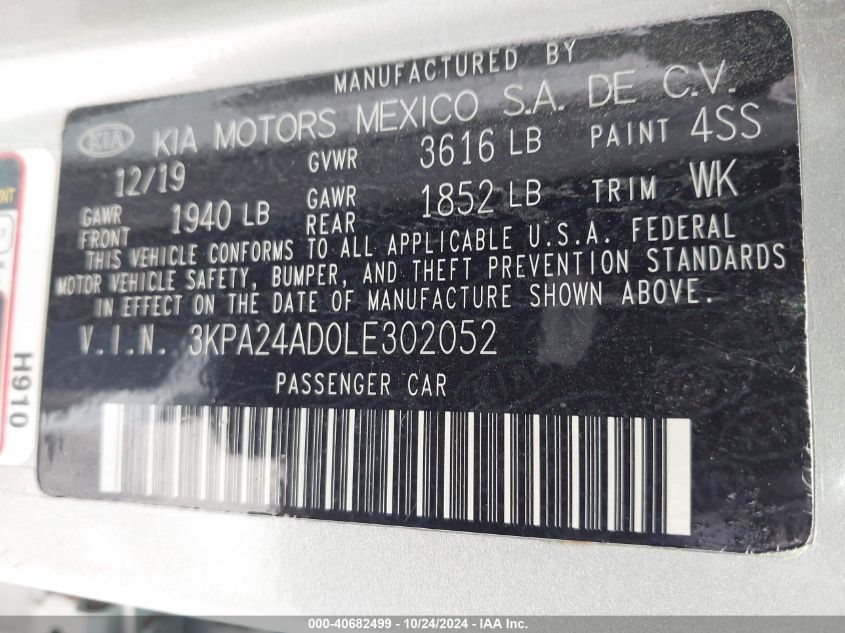 MANUFACTURED BY
KIA KIA MOTORS MEXICO S.A. DE C.V.
12/19 GVWR 3616 LB PAINT 4SS
GAWR FRONT 1940 LB GAWR REAR 1852 LB TRIM WK
THIS VEHICLE CONFORMS TO ALL APPLICABLE U.S.A. FEDERAL
MOTOR VEHICLE SAFETY, BUMPER, AND THEFT PREVENTION STANDARDS
IN EFFECT ON THE DATE OF MANUFACTURE SHOWN ABOVE.
V.I.N. 3KPA24AD0LE302052
PASSENGER CAR
H910
000-40682499 - 10/24/2024 - IAA Inc.